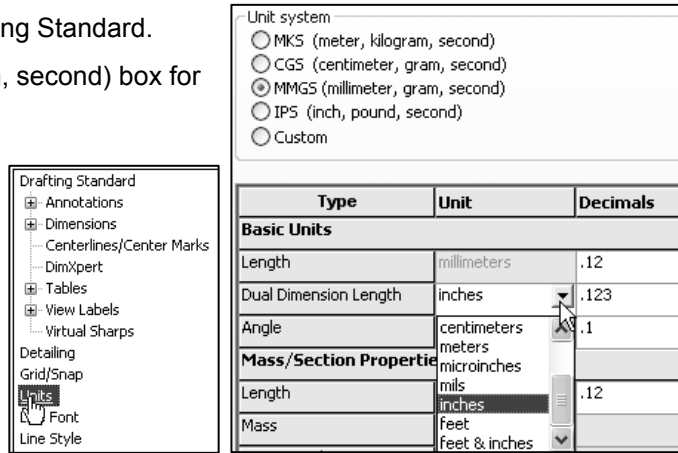 ng Standard.
, second) box for
Unit system
MKS (meter, kilogram, second)
CGS (centimeter, gram, second)
MMGS (millimeter, gram, second)
IPS (inch, pound, second)
Custom
Drafting Standard
Annotations
Dimensions
Centerlines/Center Marks
DimXpert
Tables
View Labels
Virtual Sharps
Detailing
Grid/Snap
Units
Font
Line Style
Type Unit Decimals
Basic Units
Length millimeters .12
Dual Dimension Length inches .123
Angle .1
centimeters
meters
microinches
mils
inches
feet
feet & inches
Mass/Section Propertie
Length .12
Mass